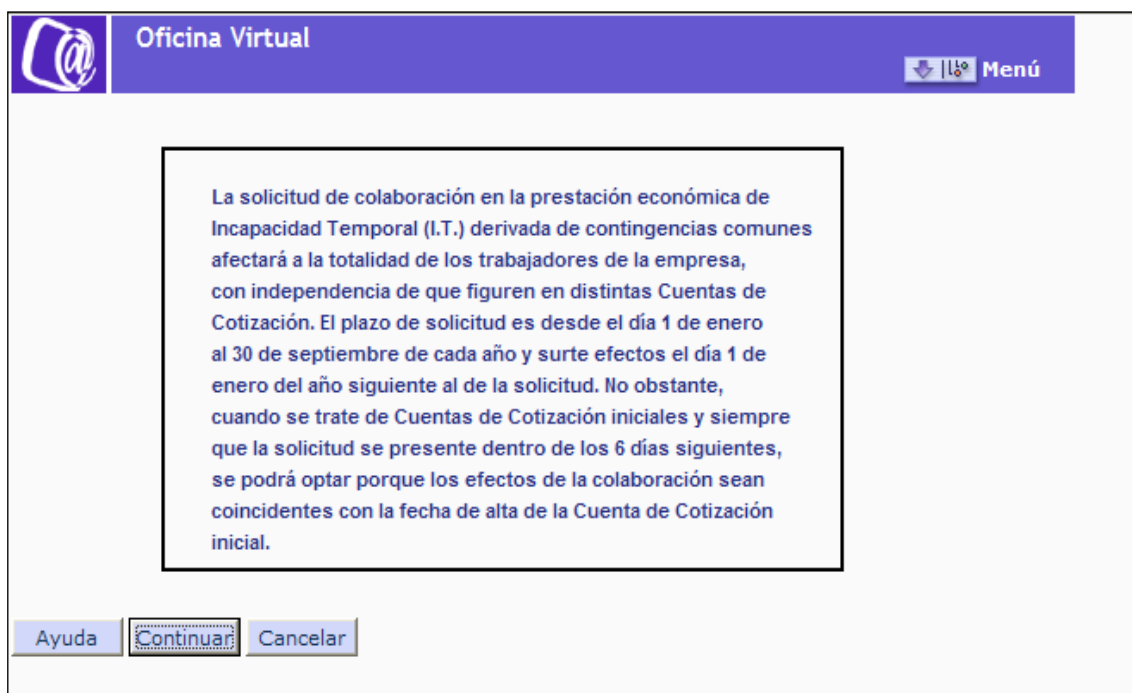 Oficina Virtual
Menú
La solicitud de colaboración en la prestación económica de
Incapacidad Temporal (I.T.) derivada de contingencias comunes
afectará a la totalidad de los trabajadores de la empresa,
con independencia de que figuren en distintas Cuentas de
Cotización. El plazo de solicitud es desde el día 1 de enero
al 30 de septiembre de cada año y surte efectos el día 1 de
enero del año siguiente al de la solicitud. No obstante,
cuando se trate de Cuentas de Cotización iniciales y siempre
que la solicitud se presente dentro de los 6 días siguientes,
se podrá optar porque los efectos de la colaboración sean
coincidentes con la fecha de alta de la Cuenta de Cotización
inicial.
Ayuda Continuar Cancelar